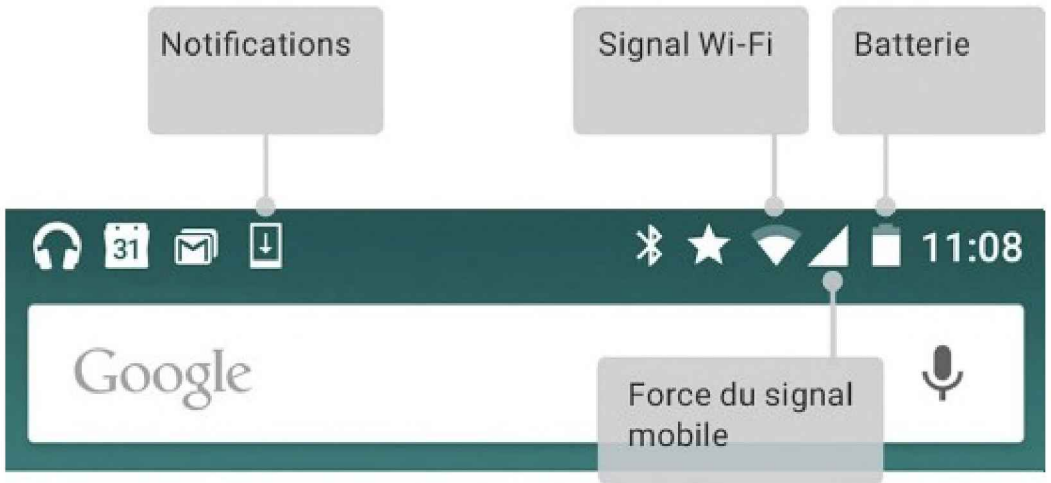 Notifications
Signal Wi-Fi
Batterie
31
11:08
Google
Force du signal
mobile